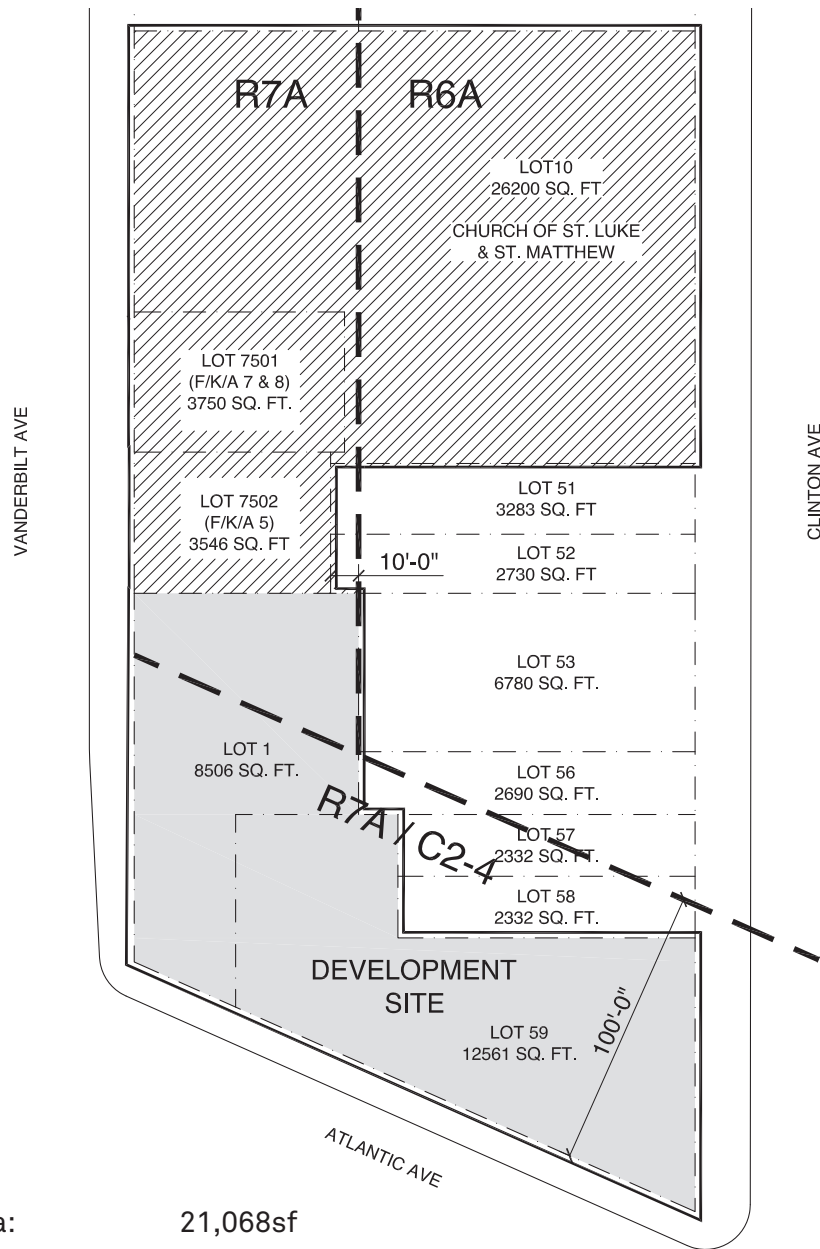 R7A
R6A
LOT10
26200 SQ. FT
CHURCH OF ST. LUKE
& ST. MATTHEW
LOT 7501
(F/K/A 7 & 8)
3750 SQ. FT.
VANDERBILT AVE
CLINTON AVE
LOT 7502
(F/K/A 5)
3546 SQ. FT
LOT 51
3283 SQ. FT
10'-0"
LOT 52
2730 SQ. FT
LOT 53
6780 SQ. FT.
LOT 1
8506 SQ. FT.
LOT 56
2690 SQ. FT.
R7A / C2-4
LOT 57
2332 SQ. FT.
LOT 58
2332 SQ. FT.
DEVELOPMENT
SITE
100'-0"
LOT 59
12561 SQ. FT.
ATLANTIC AVE
a: 21,068sf